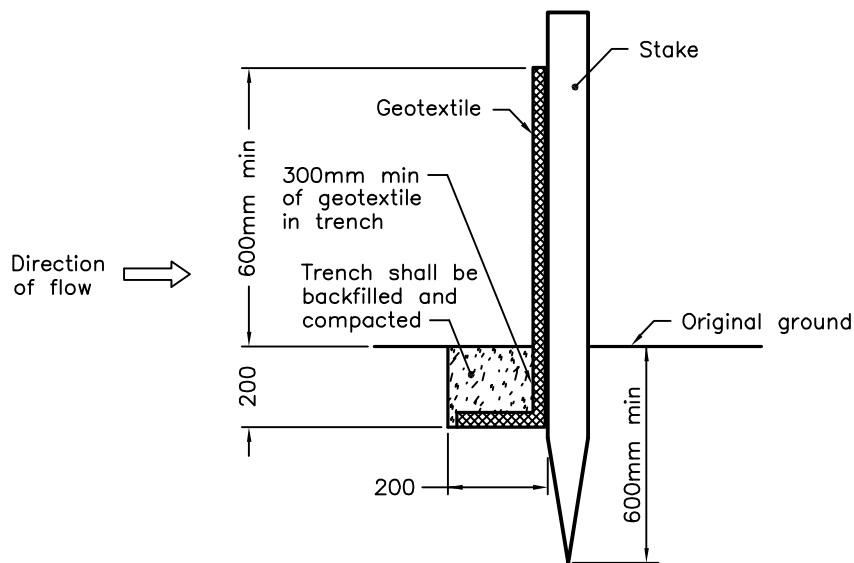 Stake
Geotextile
600mm min
300mm min
of geotextile
in trench
Direction
of flow
Trench shall be
backfilled and
compacted
Original ground
200
200
600mm min